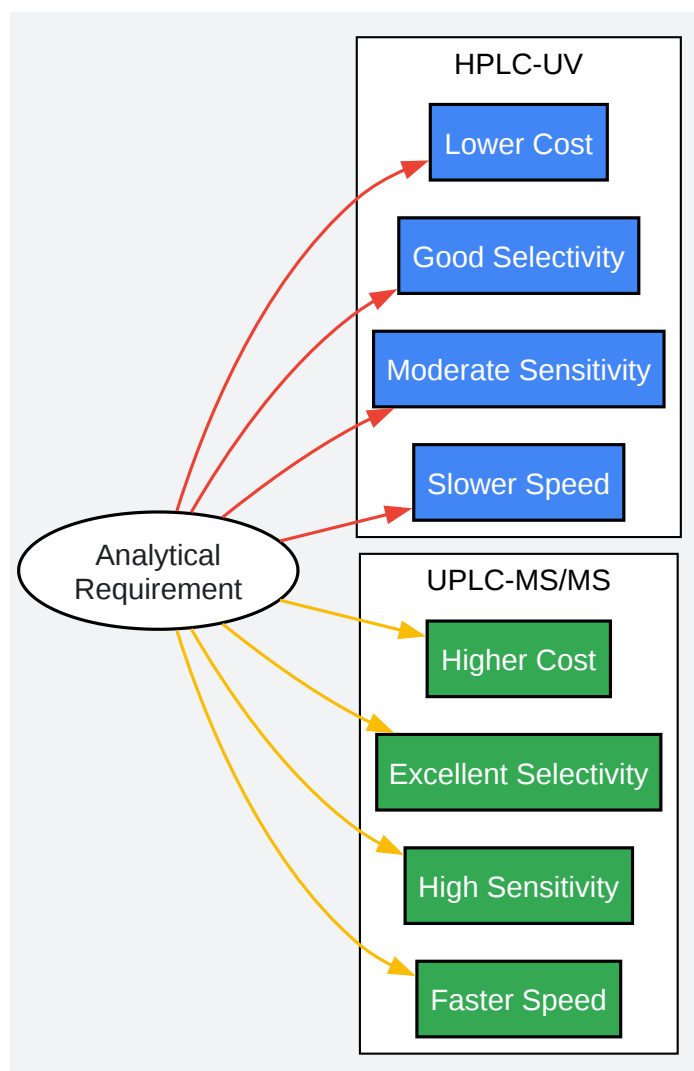 HPLC-UV
Lower Cost
Good Selectivity
Moderate Sensitivity
Slower Speed
Analytical
Requirement
UPLC-MS/MS
Higher Cost
Excellent Selectivity
High Sensitivity
Faster Speed